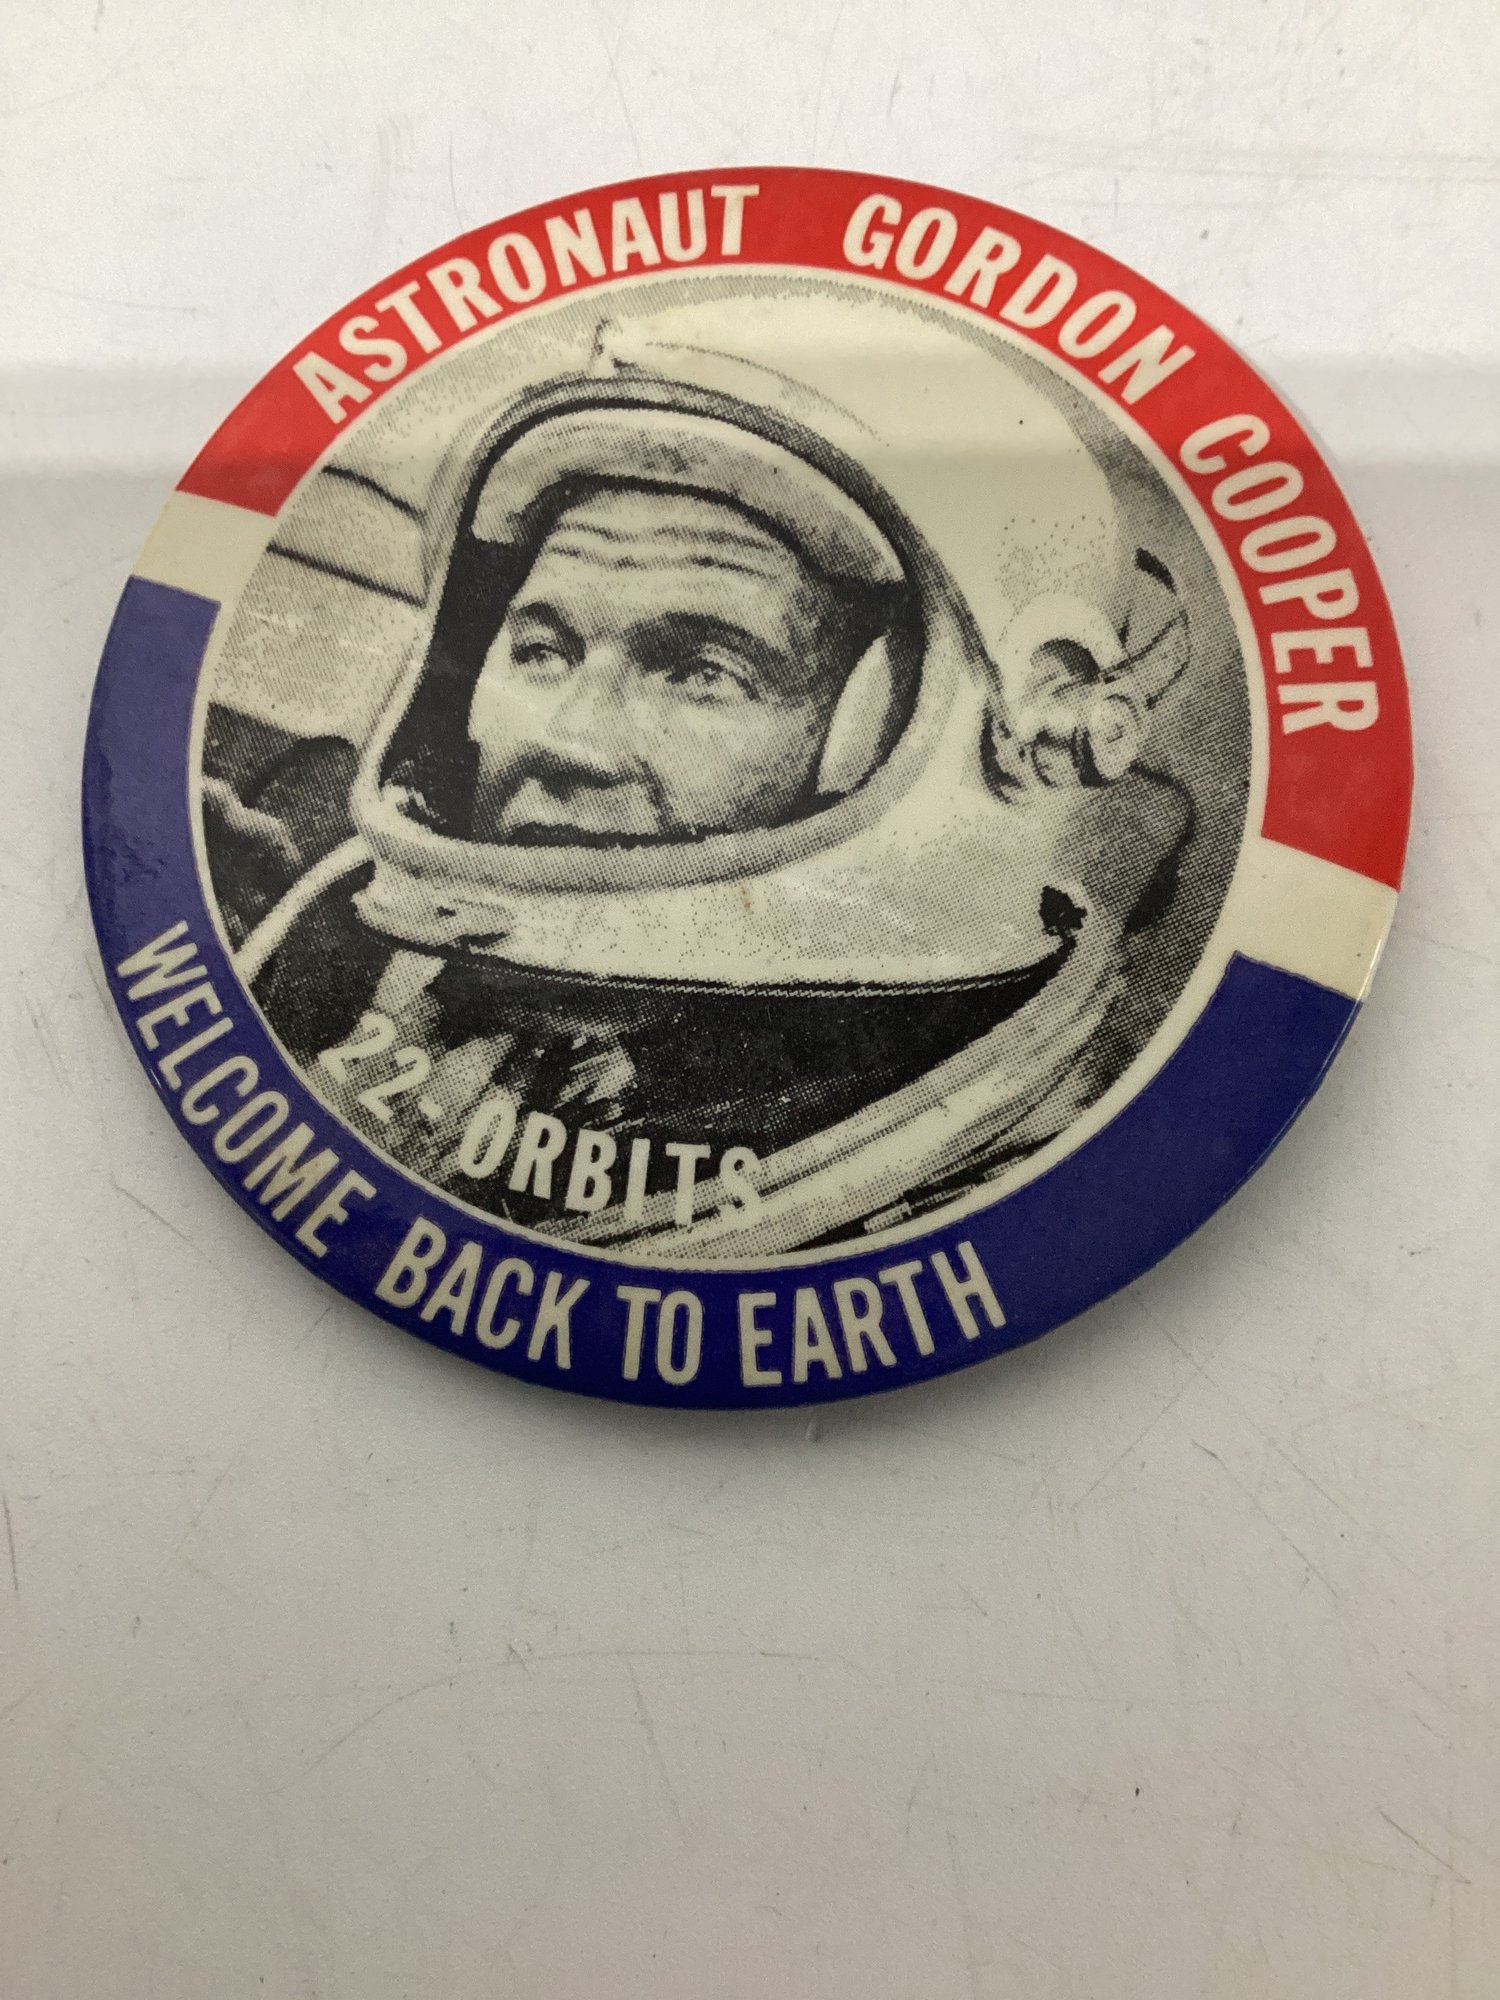 ASTRONAUT GORDON COOPER
22-ORBITS
WELCOME BACK TO EARTH